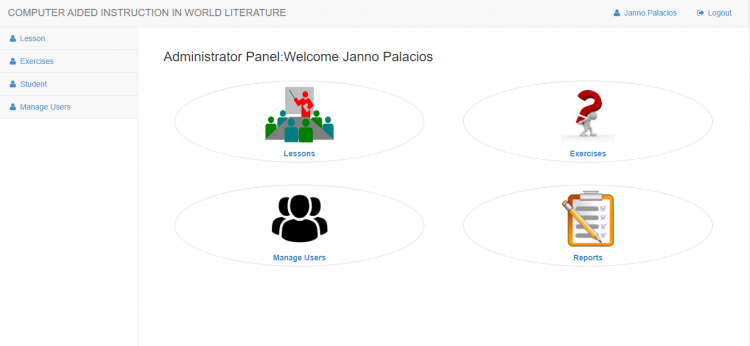 COMPUTER AIDED INSTRUCTION IN WORLD LITERATURE
Janno Palacios
Logout
Lesson
Exercises
Student
Manage Users
Administrator Panel:Welcome Janno Palacios
Lessons
Exercises
Manage Users
Reports